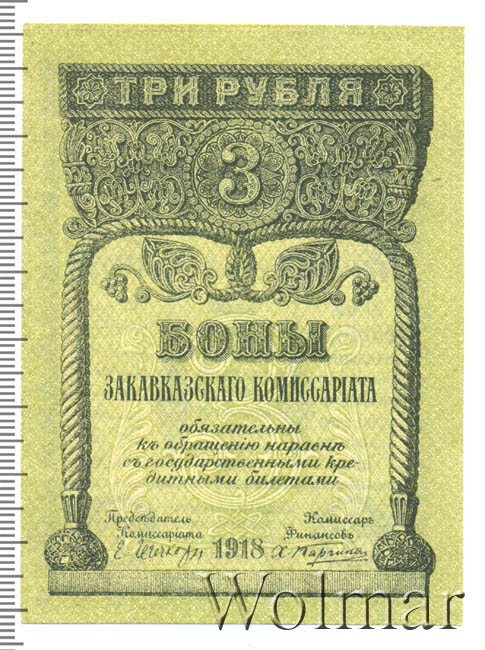 ТРИ РУБЛЯ
3
БОНЫ
ЗАКАВКАЗСКАГО КОМИССАРІАТА
обязательны
къ обращенію наравнѣ
съ государственными кре-
дитными билетами
Предсѣдатель Комиссаръ
Комиссариата Финансовъ
1918
Wolmar